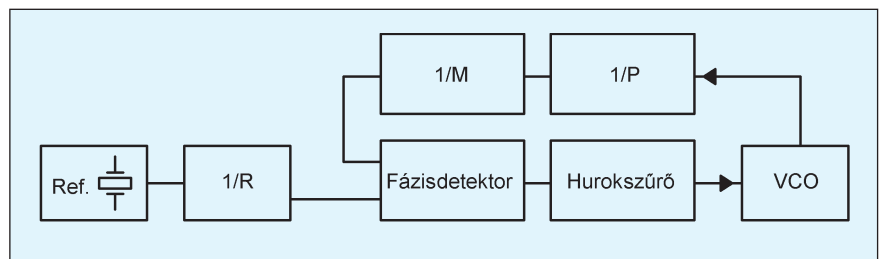 1/M
1/P
Ref.
1/R
Fázisdetektor
Hurokszűrő
VCO